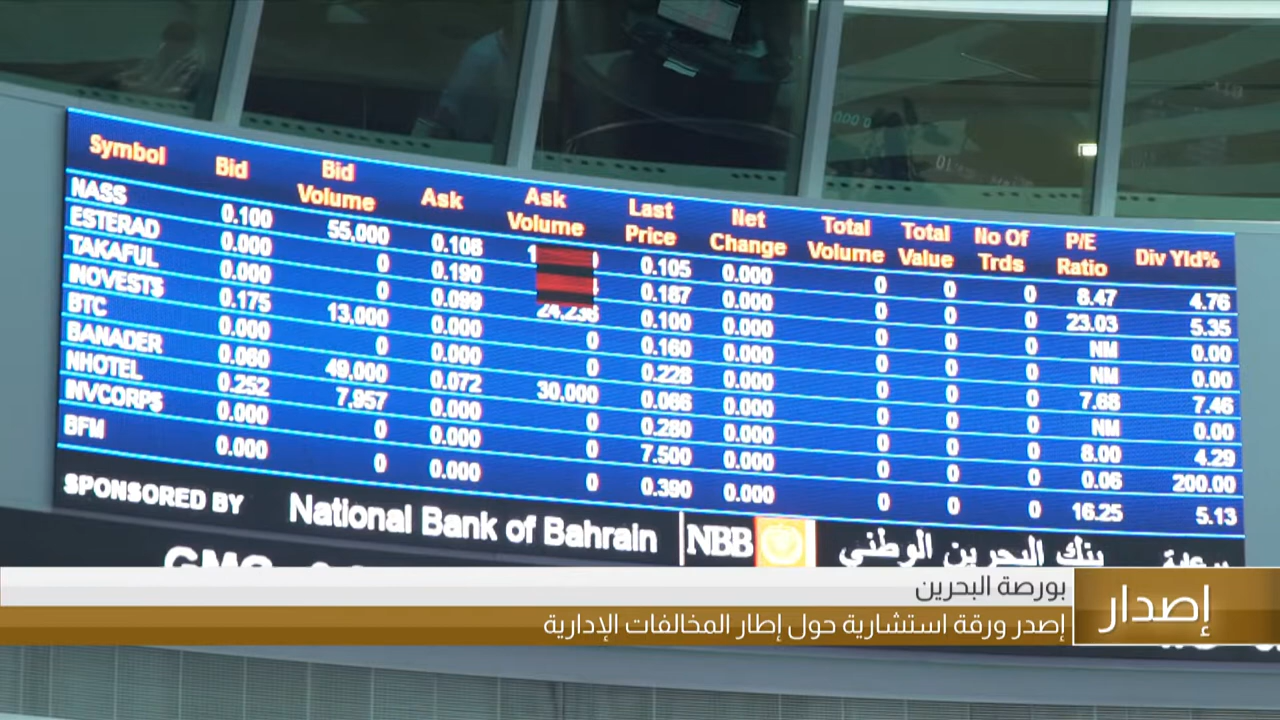 Symbol Bid Bid Volume Ask Ask Volume Last Price Net Change Total Volume Total Value No Of Trds P/E Ratio Div Yld%
NASS 0.100 55,000 0.106 0.105 0.000 0 0 0 8.47 4.76
ESTERAD 0.000 0 0.190 0.187 0.000 0 0 0 23.03 5.35
TAKAFUL 0.000 0 0.099 0.100 0.000 0 0 0 NM 0.00
INOVEST$ 0.175 13,000 0.000 0 0.160 0.000 0 0 0 NM 0.00
BTC 0.000 0 0.000 0 0.228 0.000 0 0 0 7.68 7.46
BANADER 0.060 49,000 0.072 30,000 0.066 0.000 0 0 0 NM 0.00
NHOTEL 0.252 7,957 0.000 0 0.280 0.000 0 0 0 8.00 4.29
INVCORP$ 0.000 0 0.000 0 7.500 0.000 0 0 0 0.06 200.00
BFM 0.000 0 0.000 0 0.390 0.000 0 0 0 16.25 5.13
SPONSORED BY National Bank of Bahrain NBB بنك البحرين الوطني
إصدار
بورصة البحرين
إصدر ورقة استشارية حول إطار المخالفات الإدارية